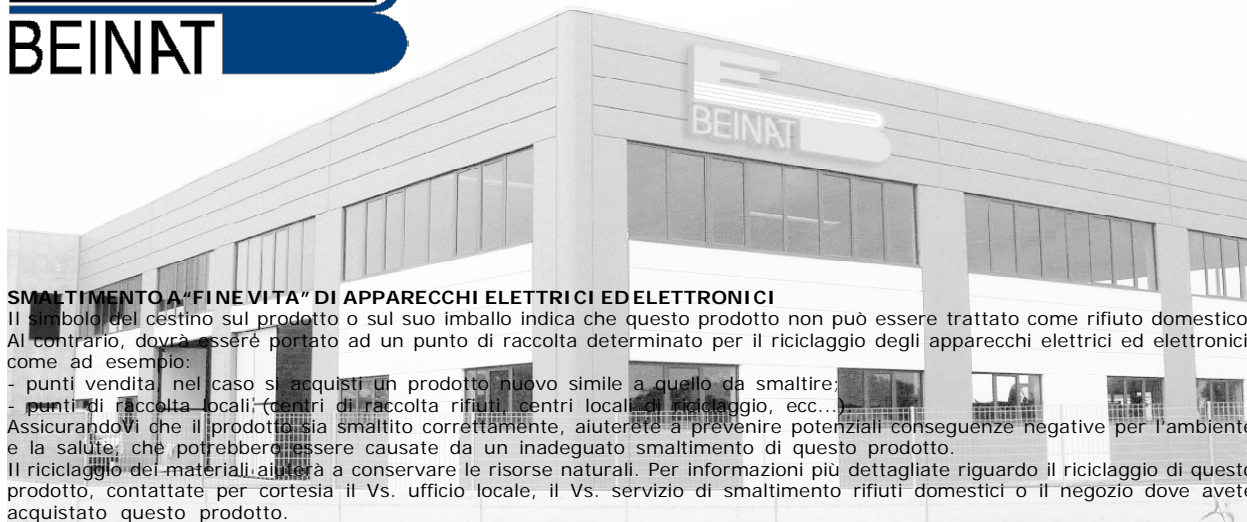 BEINAT
BEINAT
SMALTIMENTO A "FINE VITA" DI APPARECCHI ELETTRICI ED ELETTRONICI
Il simbolo del cestino sul prodotto o sul suo imballo indica che questo prodotto non può essere trattato come rifiuto domestico
Al contrario, dovrà essere portato ad un punto di raccolta determinato per il riciclaggio degli apparecchi elettrici ed elettronici
come ad esempio:
- punti vendita, nel caso si acquisti un prodotto nuovo simile a quello da smaltire;
- punti di raccolta locali, (centri di raccolta rifiuti, centri locali di riciclaggio, ecc...)
AssicurandoVi che il prodotto sia smaltito correttamente, aiuterete a prevenire potenziali conseguenze negative per l'ambiente
e la salute, che potrebbero essere causate da un inadeguato smaltimento di questo prodotto.
Il riciclaggio dei materiali aiuterà a conservare le risorse naturali. Per informazioni più dettagliate riguardo il riciclaggio di questo
prodotto, contattate per cortesia il Vs. ufficio locale, il Vs. servizio di smaltimento rifiuti domestici o il negozio dove avete
acquistato questo prodotto.